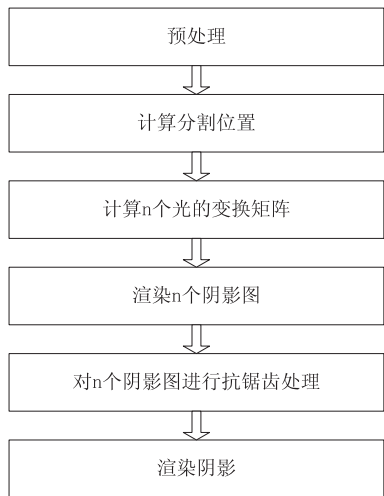 预处理
计算分割位置
计算n个光的变换矩阵
渲染n个阴影图
对n个阴影图进行抗锯齿处理
渲染阴影